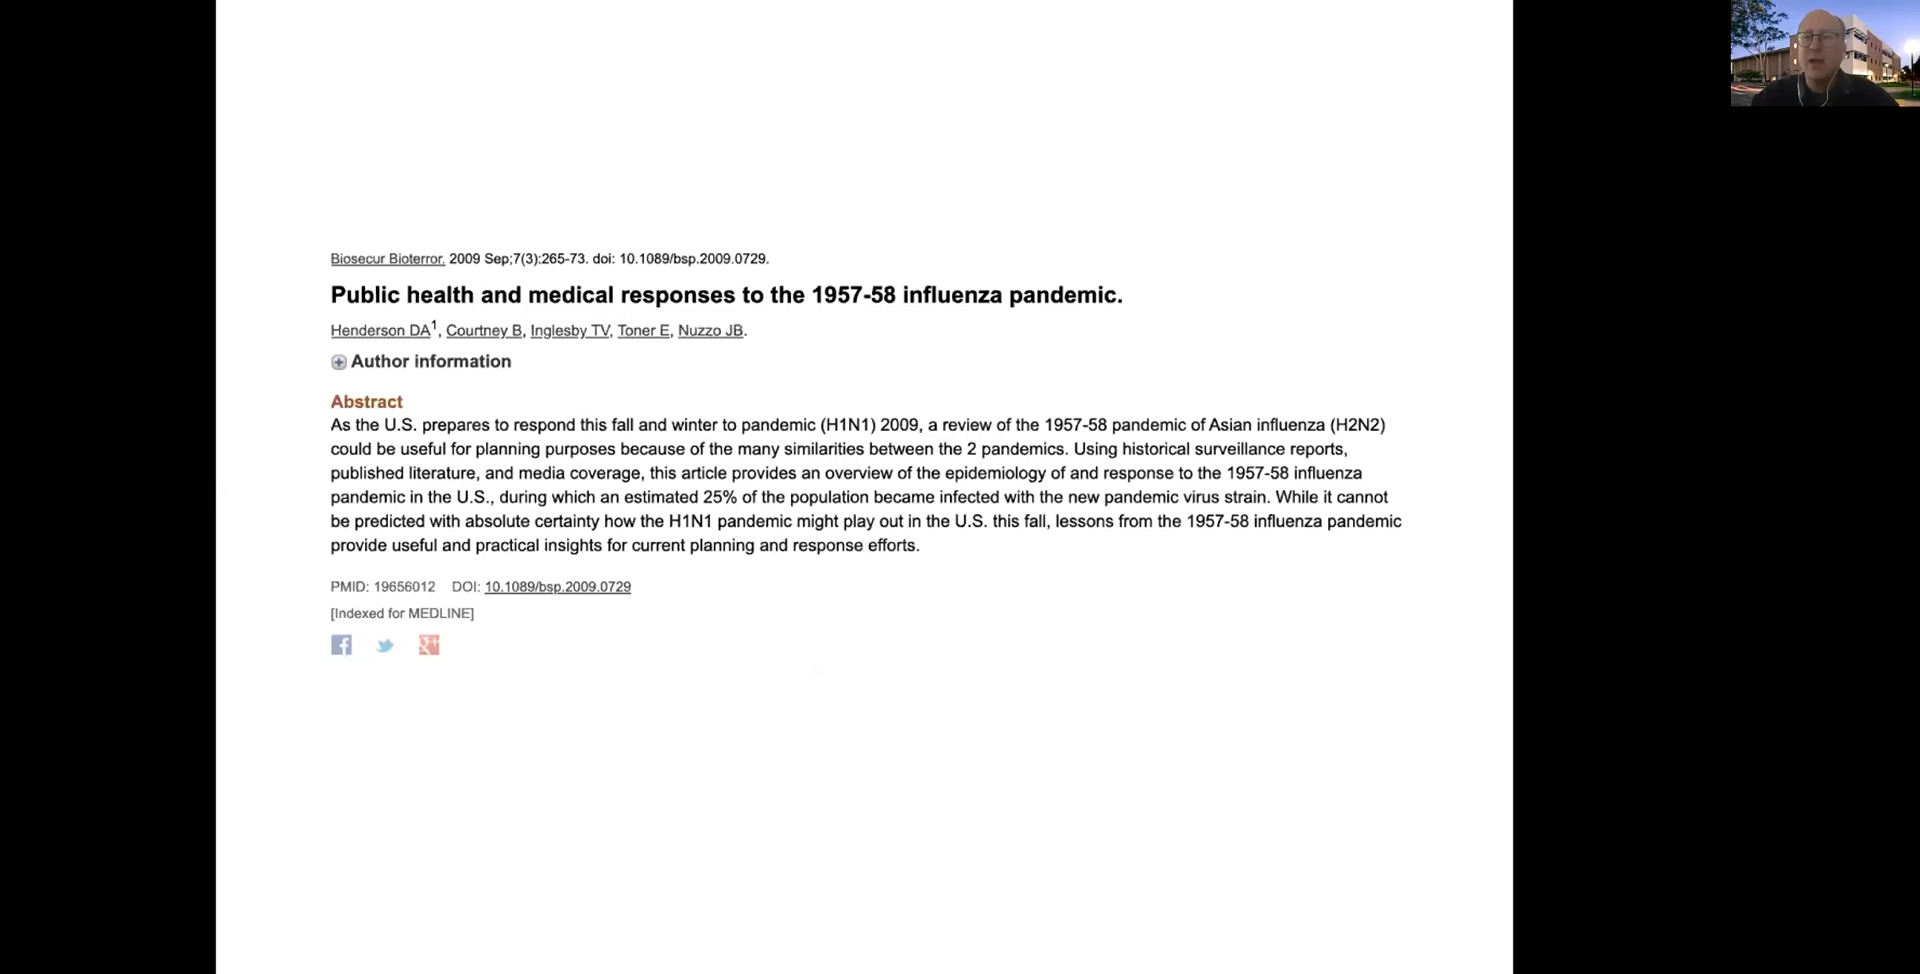 Biosecur Bioterror. 2009 Sep;7(3):265-73. doi: 10.1089/bsp.2009.0729.
Public health and medical responses to the 1957-58 influenza pandemic.
Henderson DA1, Courtney B, Inglesby TV, Toner E, Nuzzo JB.
Author information
Abstract
As the U.S. prepares to respond this fall and winter to pandemic (H1N1) 2009, a review of the 1957-58 pandemic of Asian influenza (H2N2)
could be useful for planning purposes because of the many similarities between the 2 pandemics. Using historical surveillance reports,
published literature, and media coverage, this article provides an overview of the epidemiology of and response to the 1957-58 influenza
pandemic in the U.S., during which an estimated 25% of the population became infected with the new pandemic virus strain. While it cannot
be predicted with absolute certainty how the H1N1 pandemic might play out in the U.S. this fall, lessons from the 1957-58 influenza pandemic
provide useful and practical insights for current planning and response efforts.
PMID: 19656012 DOI: 10.1089/bsp.2009.0729
[Indexed for MEDLINE]
f g+